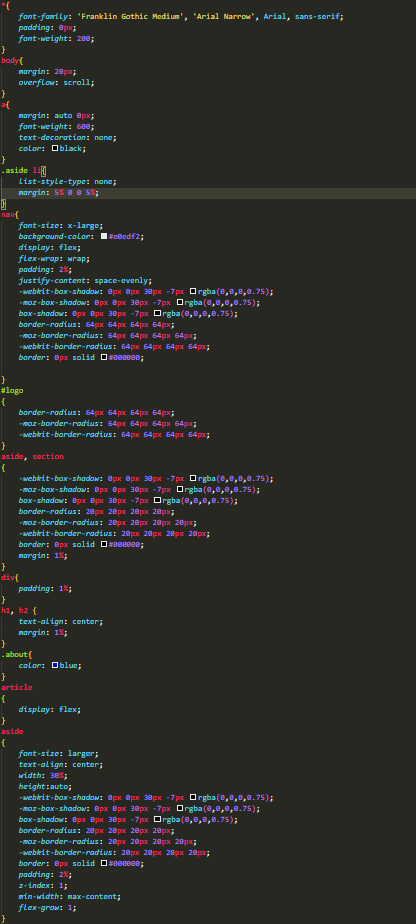 *{
font-family: 'Franklin Gothic Medium', 'Arial Narrow', Arial, sans-serif;
padding: 0px;
font-weight: 200;
}
body{
margin: 20px;
overflow: scroll;
}
a{
margin: auto 0px;
font-weight: 600;
text-decoration: none;
color: black;
}
.aside li{
list-style-type: none;
margin: 5% 0 0 5%;
}
nav{
font-size: x-large;
background-color: #e0edf2;
display: flex;
flex-wrap: wrap;
padding: 2%;
justify-content: space-evenly;
-webkit-box-shadow: 0px 0px 30px -7px rgba(0,0,0,0.75);
-moz-box-shadow: 0px 0px 30px -7px rgba(0,0,0,0.75);
box-shadow: 0px 0px 30px -7px rgba(0,0,0,0.75);
border-radius: 64px 64px 64px 64px;
-moz-border-radius: 64px 64px 64px 64px;
-webkit-border-radius: 64px 64px 64px 64px;
border: 0px solid #000000;
}
#logo
{
border-radius: 64px 64px 64px 64px;
-moz-border-radius: 64px 64px 64px 64px;
-webkit-border-radius: 64px 64px 64px 64px;
}
aside, section
{
-webkit-box-shadow: 0px 0px 30px -7px rgba(0,0,0,0.75);
-moz-box-shadow: 0px 0px 30px -7px rgba(0,0,0,0.75);
box-shadow: 0px 0px 30px -7px rgba(0,0,0,0.75);
border-radius: 20px 20px 20px 20px;
-moz-border-radius: 20px 20px 20px 20px;
-webkit-border-radius: 20px 20px 20px 20px;
border: 0px solid #000000;
margin: 1%;
}
div{
padding: 1%;
}
h1, h2 {
text-align: center;
margin: 1%;
}
.about{
color: blue;
}
article
{
display: flex;
}
aside
{
font-size: larger;
text-align: center;
width: 30%;
height:auto;
-webkit-box-shadow: 0px 0px 30px -7px rgba(0,0,0,0.75);
-moz-box-shadow: 0px 0px 30px -7px rgba(0,0,0,0.75);
box-shadow: 0px 0px 30px -7px rgba(0,0,0,0.75);
border-radius: 20px 20px 20px 20px;
-moz-border-radius: 20px 20px 20px 20px;
-webkit-border-radius: 20px 20px 20px 20px;
border: 0px solid #000000;
padding: 2%;
z-index: 1;
min-width: max-content;
flex-grow: 1;
}